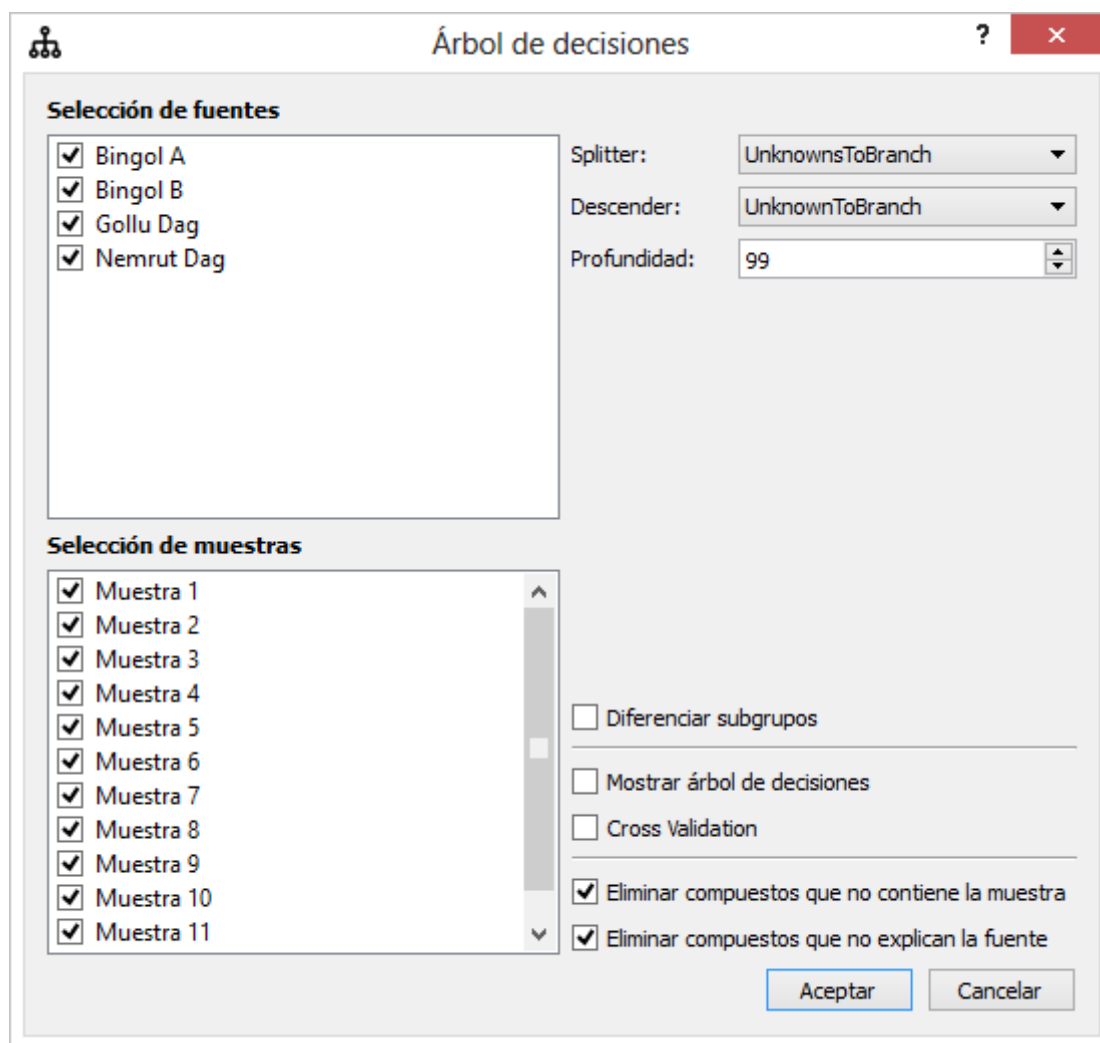 Árbol de decisiones
?
Selección de fuentes
Bingol A
Bingol B
Gollu Dag
Nemrut Dag
Splitter: UnknownsToBranch
Descender: UnknownToBranch
Profundidad: 99
Selección de muestras
Muestra 1
Muestra 2
Muestra 3
Muestra 4
Muestra 5
Muestra 6
Muestra 7
Muestra 8
Muestra 9
Muestra 10
Muestra 11
Diferenciar subgrupos
Mostrar árbol de decisiones
Cross Validation
Eliminar compuestos que no contiene la muestra
Eliminar compuestos que no explican la fuente
Aceptar Cancelar